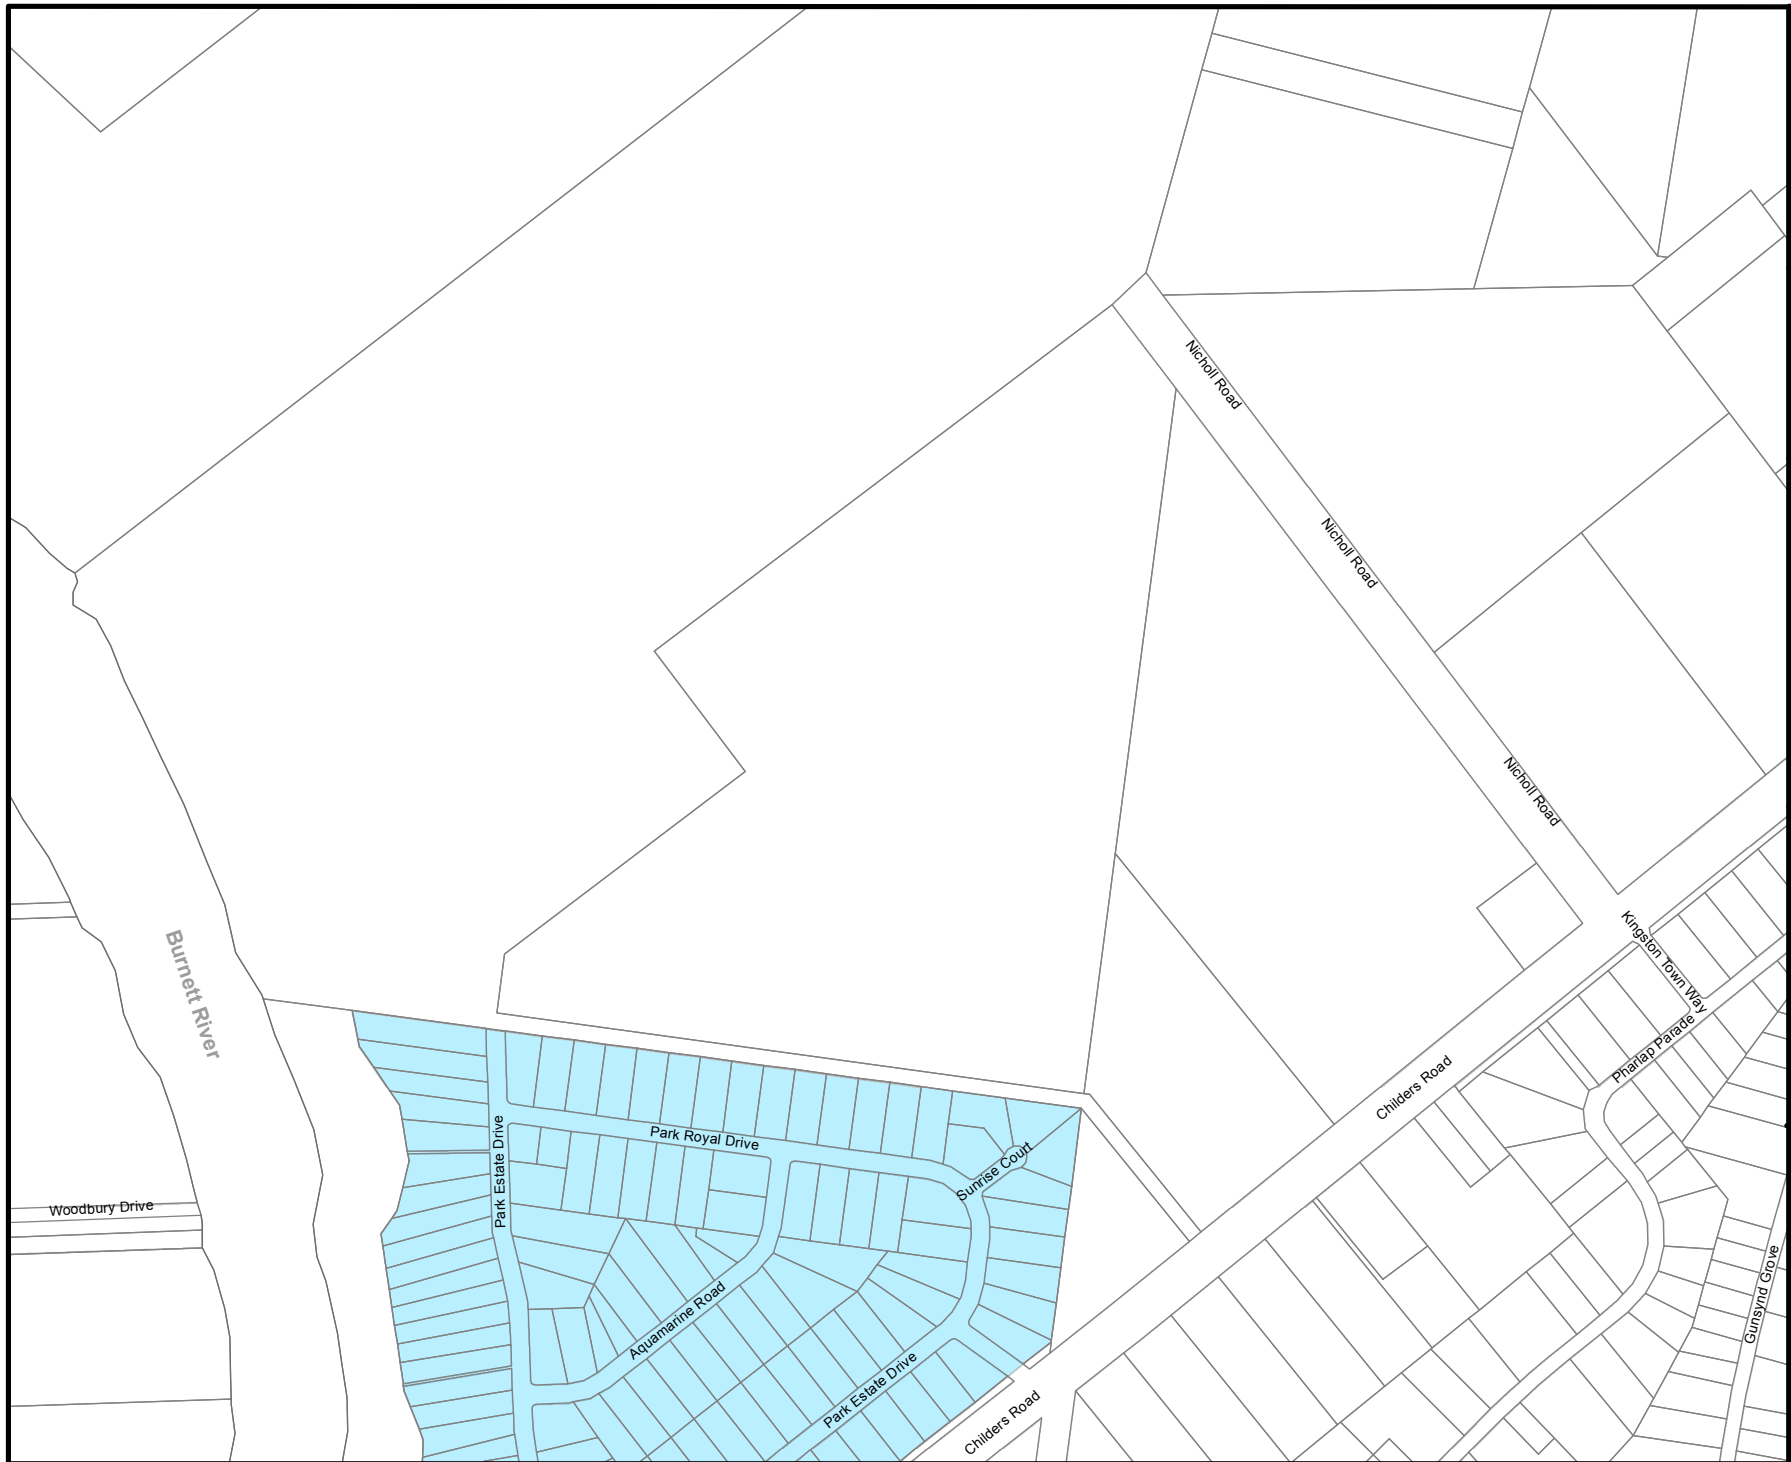 Nicholl Road
Nicholl Road
Nicholl Road
Kingston Town Way
Burnett River
Pharlap Parade
Childers Road
Park Royal Drive
Park Estate Drive
Sunrise Court
Woodbury Drive
Gunsynd Grove
Aquamarine Road
Park Estate Drive
Childers Road